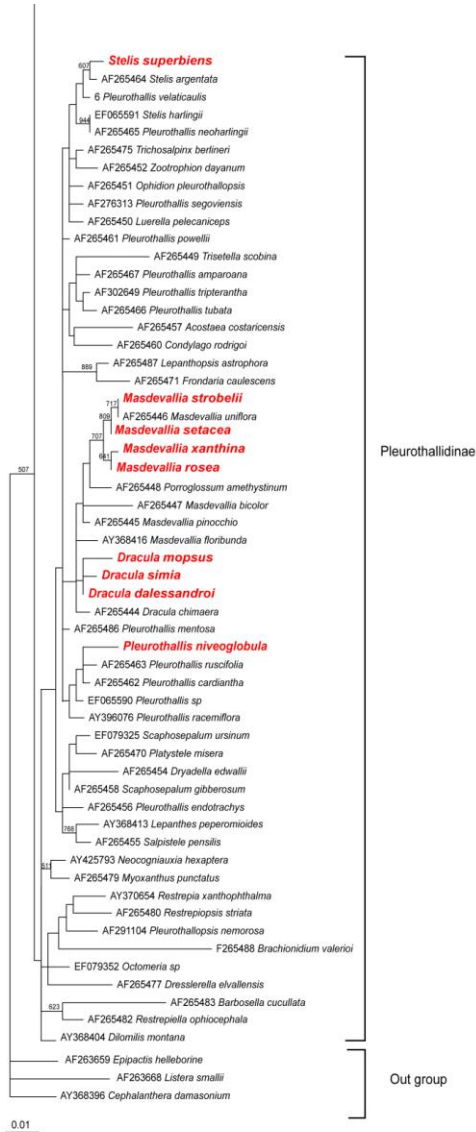 607
Stelis superbiens
AF265464 Stelis argentata
6 Pleurothallis velaticaulis
944
EF065591 Stelis harlingii
AF265465 Pleurothallis neoharlingii
AF265475 Trichosalpinx berlineri
AF265452 Zootrophion dayanum
AF265451 Ophidion pleurothallopsis
AF276313 Pleurothallis segoviensis
AF265450 Luerella pelecaniceps
AF265461 Pleurothallis powellii
AF265449 Trisetella scobina
AF265467 Pleurothallis amparoana
AF302649 Pleurothallis tripterantha
AF265466 Pleurothallis tubata
AF265457 Acostaea costaricensis
AF265460 Condylago rodrigoi
889
AF265487 Lepanthopsis astrophora
AF265471 Frondaria caulescens
717
Masdevallia strobelii
809
AF265446 Masdevallia uniflora
707
Masdevallia setacea
641
Masdevallia xanthina
Masdevallia rosea
AF265448 Porroglossum amethystinum
507
AF265447 Masdevallia bicolor
AF265445 Masdevallia pinocchio
AY368416 Masdevallia floribunda
Dracula mopsus
Dracula simia
Dracula dalessandroi
AF265444 Dracula chimaera
AF265486 Pleurothallis mentosa
Pleurothallis niveoglobula
AF265463 Pleurothallis ruscifolia
AF265462 Pleurothallis cardiantha
EF065590 Pleurothallis sp
AY396076 Pleurothallis racemiflora
EF079325 Scaphosepalum ursinum
AF265470 Platystele misera
AF265454 Dryadella edwallii
AF265458 Scaphosepalum gibberosum
AF265456 Pleurothallis endotrachys
768
AY368413 Lepanthes peperomioides
AF265455 Salpistele pensilis
AY425793 Neocogniauxia hexaptera
AF265479 Myoxanthus punctatus
AY370654 Restrepia xanthophthalma
AF265480 Restrepiopsis striata
AF291104 Pleurothallopsis nemorosa
F265488 Brachionidium valerioi
EF079352 Octomeria sp
AF265477 Dresslerella elvallensis
623
AF265483 Barbosella cucullata
AF265482 Restrepiella ophiocephala
AY368404 Dilomilis montana
Pleurothallidinae
AF263659 Epipactis helleborine
AF263668 Listera smallii
AY368396 Cephalanthera damasonium
Out group
0.01